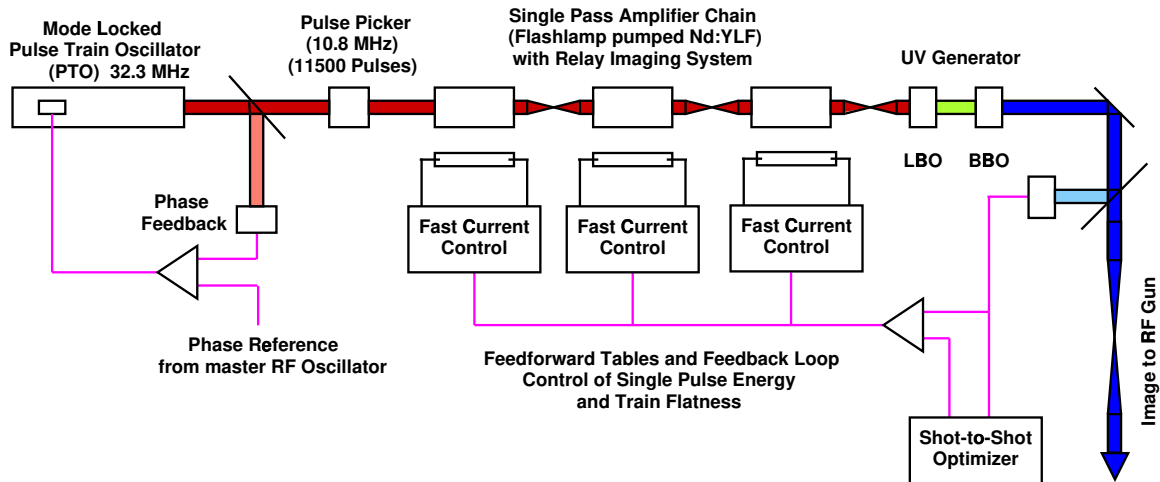 Mode Locked
Pulse Train Oscillator
(PTO) 32.3 MHz
Pulse Picker
(10.8 MHz)
(11500 Pulses)
Single Pass Amplifier Chain
(Flashlamp pumped Nd:YLF)
with Relay Imaging System
UV Generator
LBO
BBO
Phase
Feedback
Fast Current
Control
Fast Current
Control
Fast Current
Control
Phase Reference
from master RF Oscillator
Feedforward Tables and Feedback Loop
Control of Single Pulse Energy
and Train Flatness
Shot-to-Shot
Optimizer
Image to RF Gun